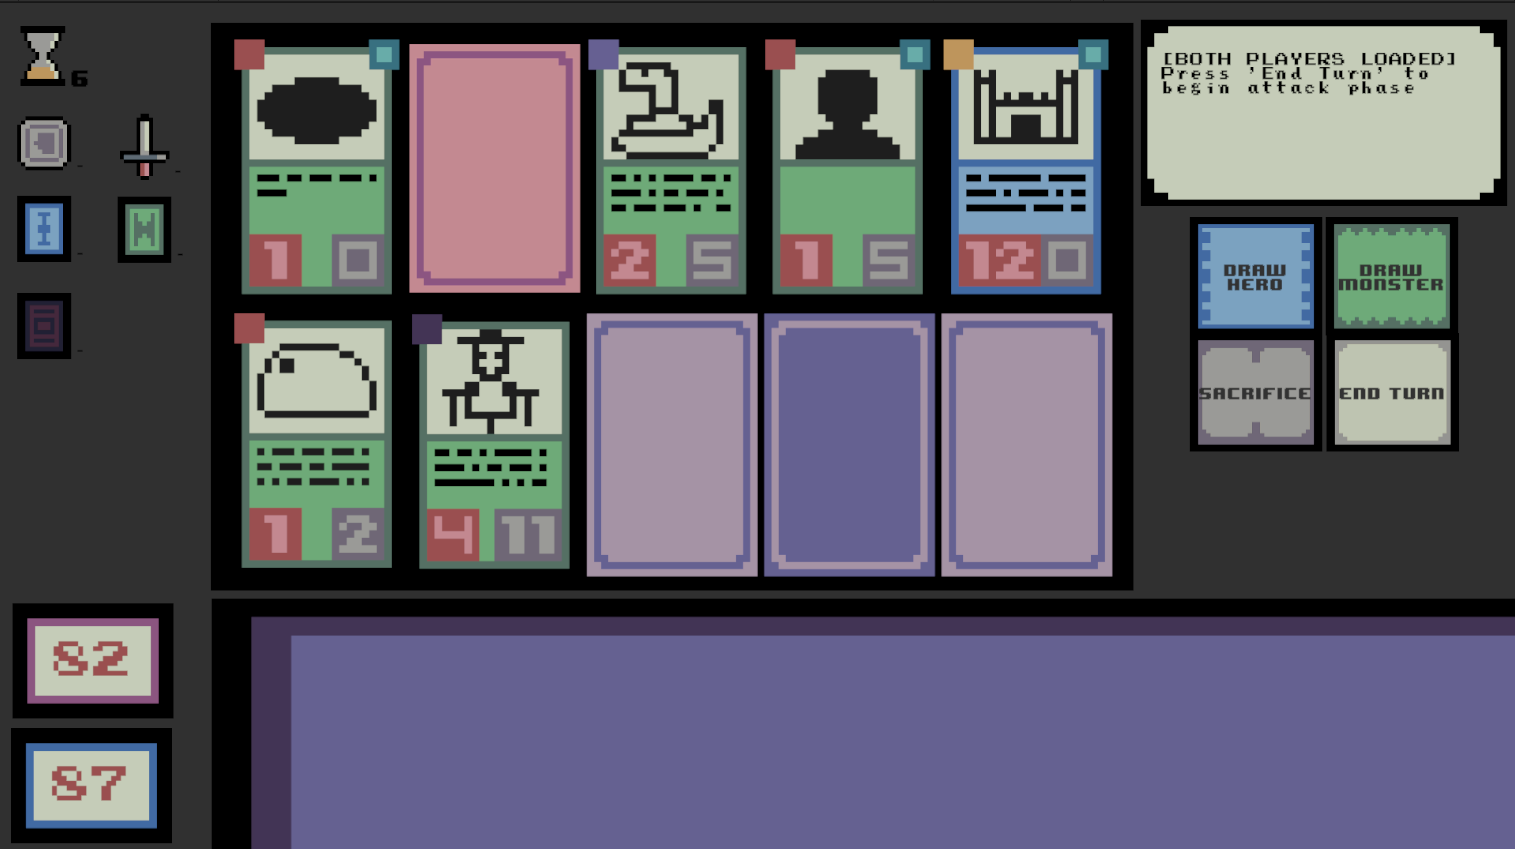 6
[BOTH PLAYERS LOADED]
Press 'End Turn' to
begin attack phase
-
-
I
M
-
-
-
1 0
2 5
1 5
12 0
DRAW
HERO
DRAW
MONSTER
SACRIFICE
END TURN
1 2
4 11
82
87